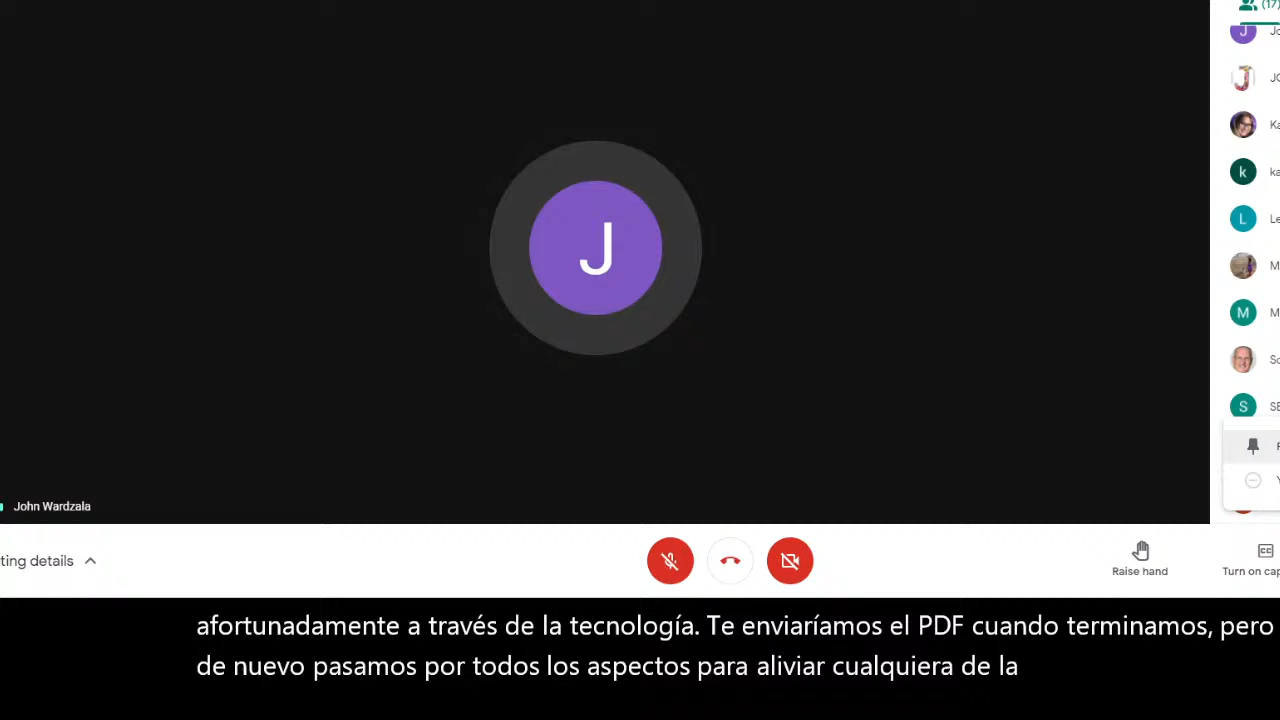 (17)
J
J
J
k
L
M
S
John Wardzala
ting details
Raise hand
Turn on cap
afortunadamente a través de la tecnología. Te enviaríamos el PDF cuando terminamos, pero
de nuevo pasamos por todos los aspectos para aliviar cualquiera de la